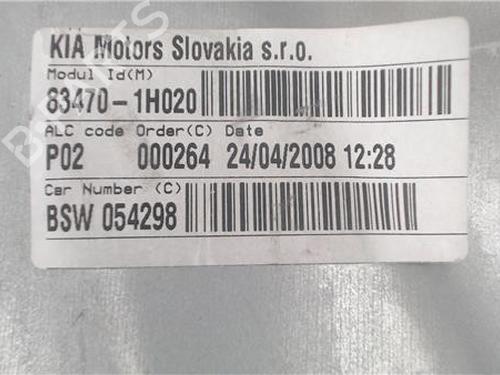 KIA Motors Slovakia s.r.o.
Modul Id(M)
83470-1H020
ALC code Order(C) Date
P02 000264 24/04/2008 12:28
Car Number (C)
BSW 054298